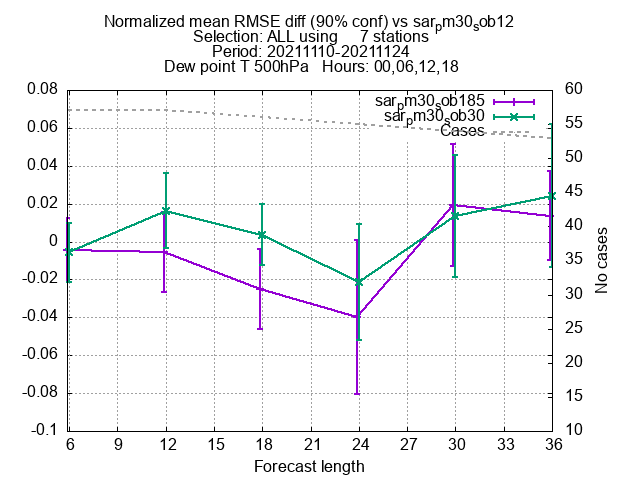 Normalized mean RMSE diff (90% conf) vs sarpm30sob12
Selection: ALL using 7 stations
Period: 20211110-20211124
Dew point T 500hPa Hours: 00,06,12,18
sarpm30sob185
sarpm30sob30
Cases
0.08
0.06
0.04
0.02
0
-0.02
-0.04
-0.06
-0.08
-0.1
60
55
50
45
40
35
30
25
20
15
10
No cases
6 9 12 15 18 21 24 27 30 33 36
Forecast length